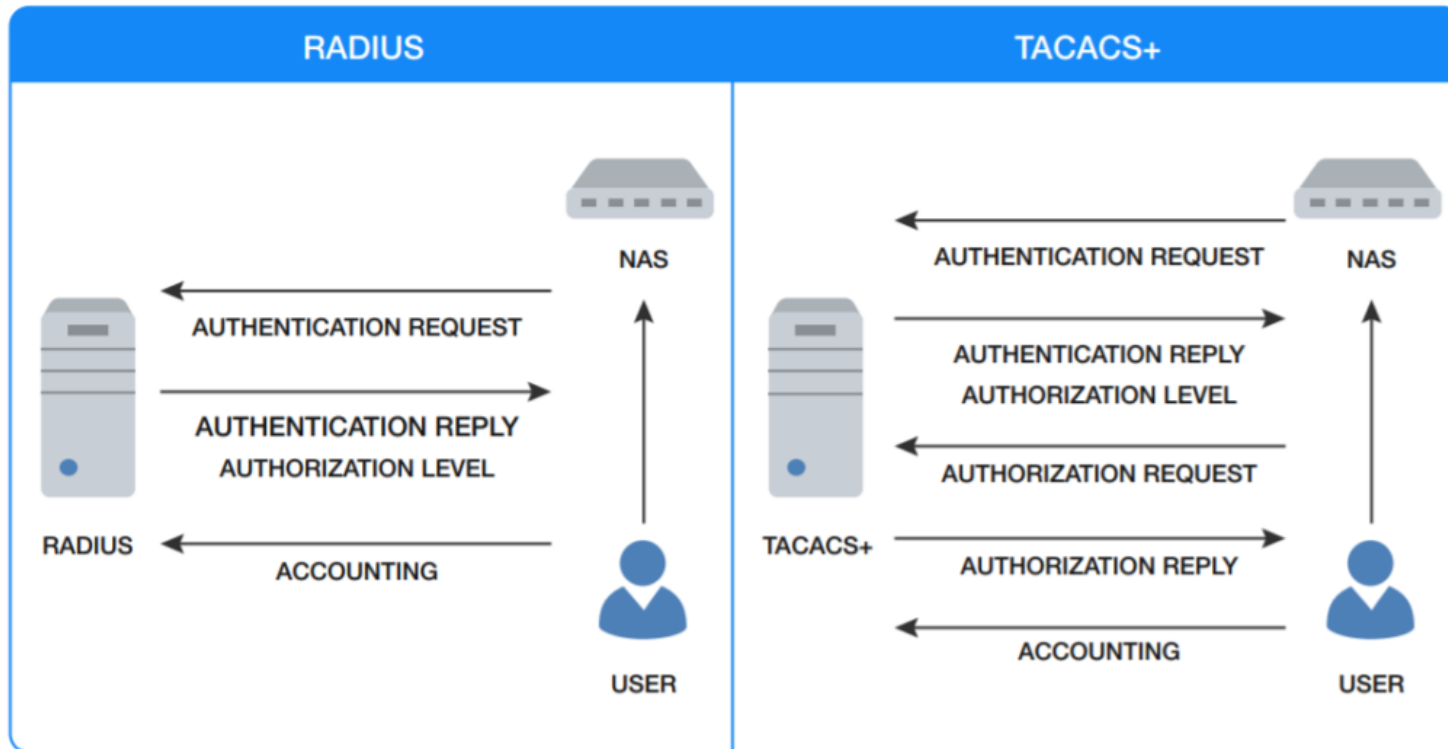 RADIUS
NAS
AUTHENTICATION REQUEST
AUTHENTICATION REPLY
AUTHORIZATION LEVEL
RADIUS
ACCOUNTING
USER
TACACS+
NAS
AUTHENTICATION REQUEST
AUTHENTICATION REPLY
AUTHORIZATION LEVEL
AUTHORIZATION REQUEST
TACACS+
AUTHORIZATION REPLY
ACCOUNTING
USER